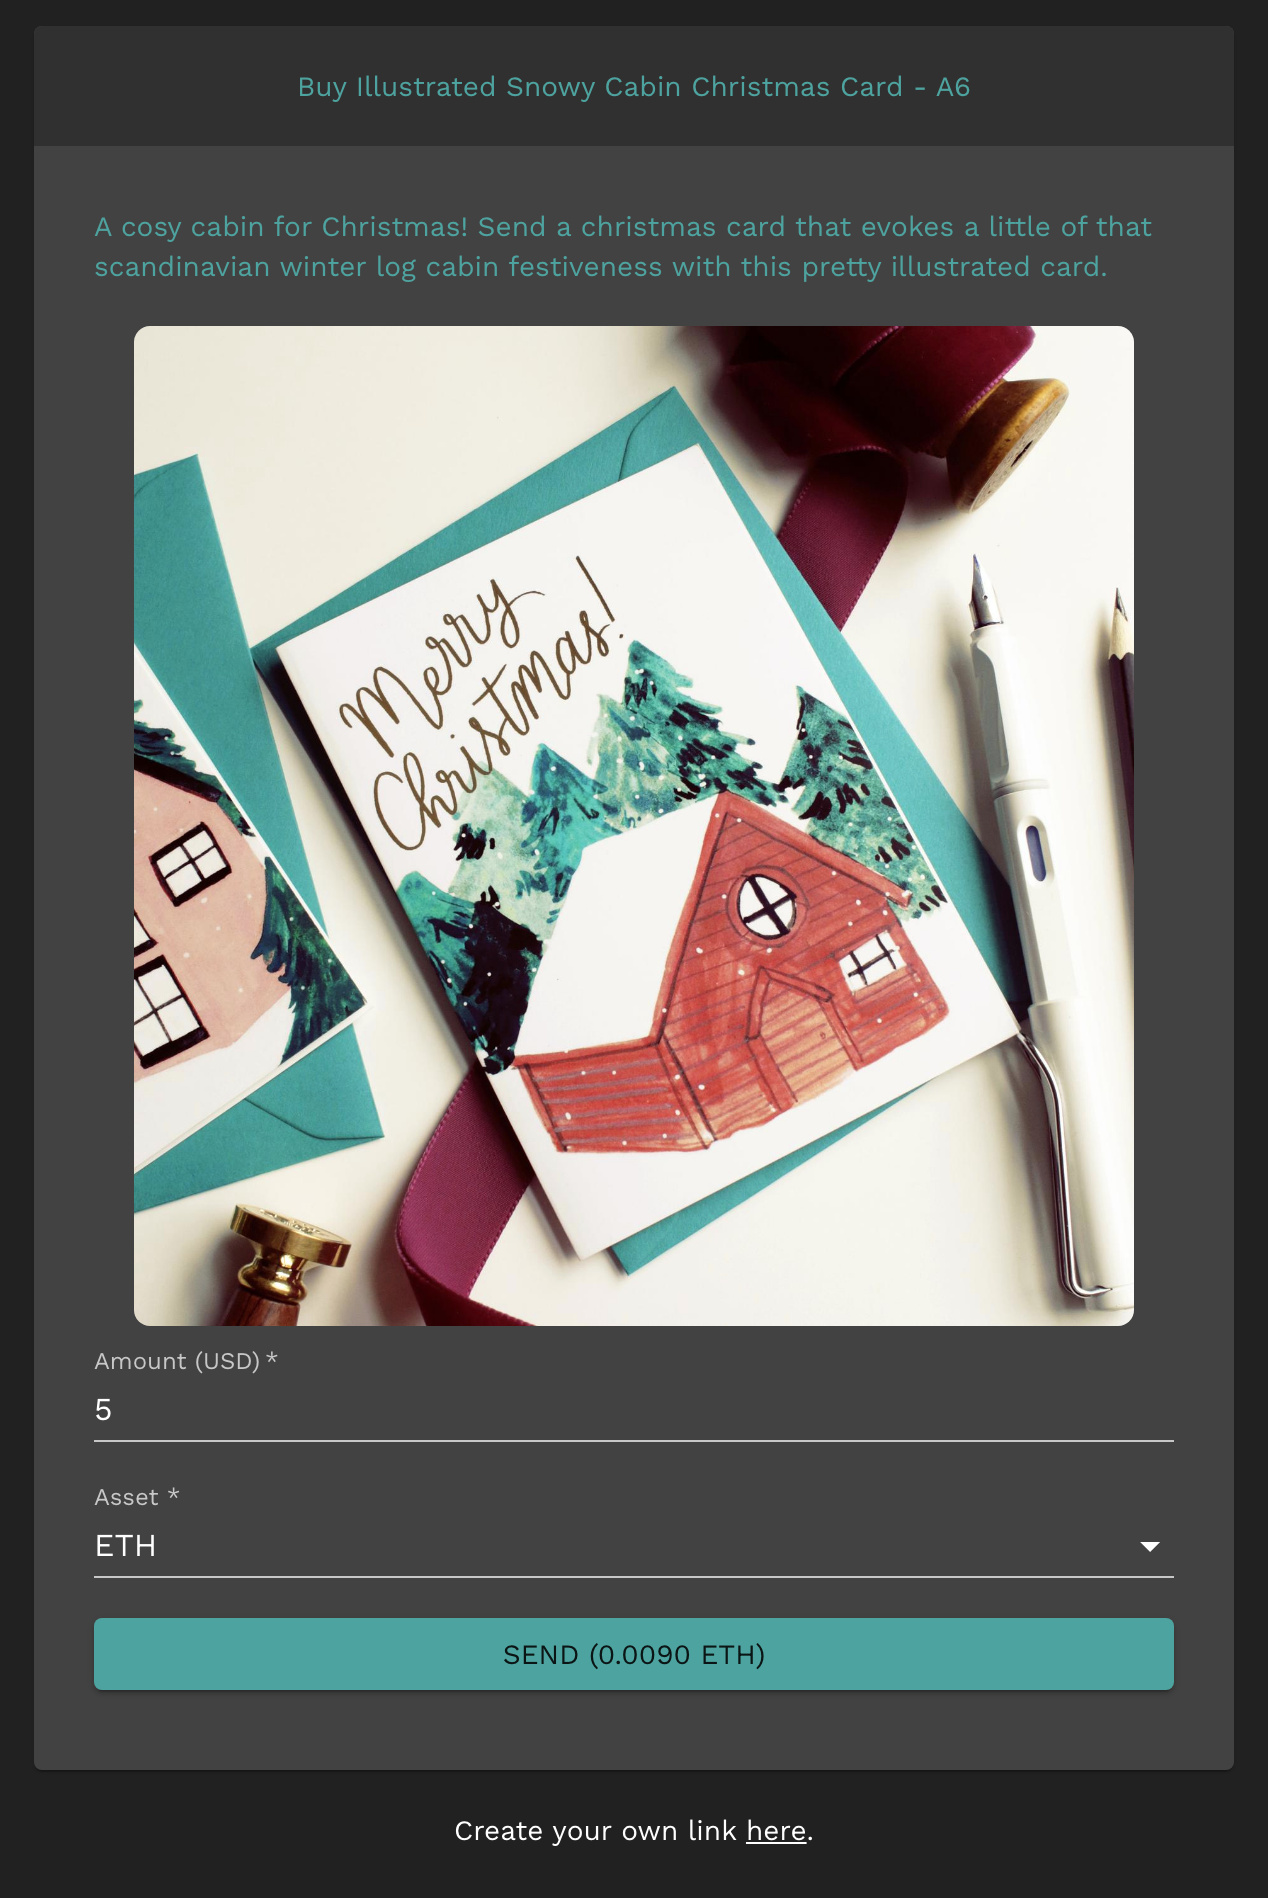 Buy Illustrated Snowy Cabin Christmas Card - A6
A cosy cabin for Christmas! Send a christmas card that evokes a little of that
scandinavian winter log cabin festiveness with this pretty illustrated card.
Merry
Christmas!
Amount (USD) *
5
Asset *
ETH
SEND (0.0090 ETH)
Create your own link here.